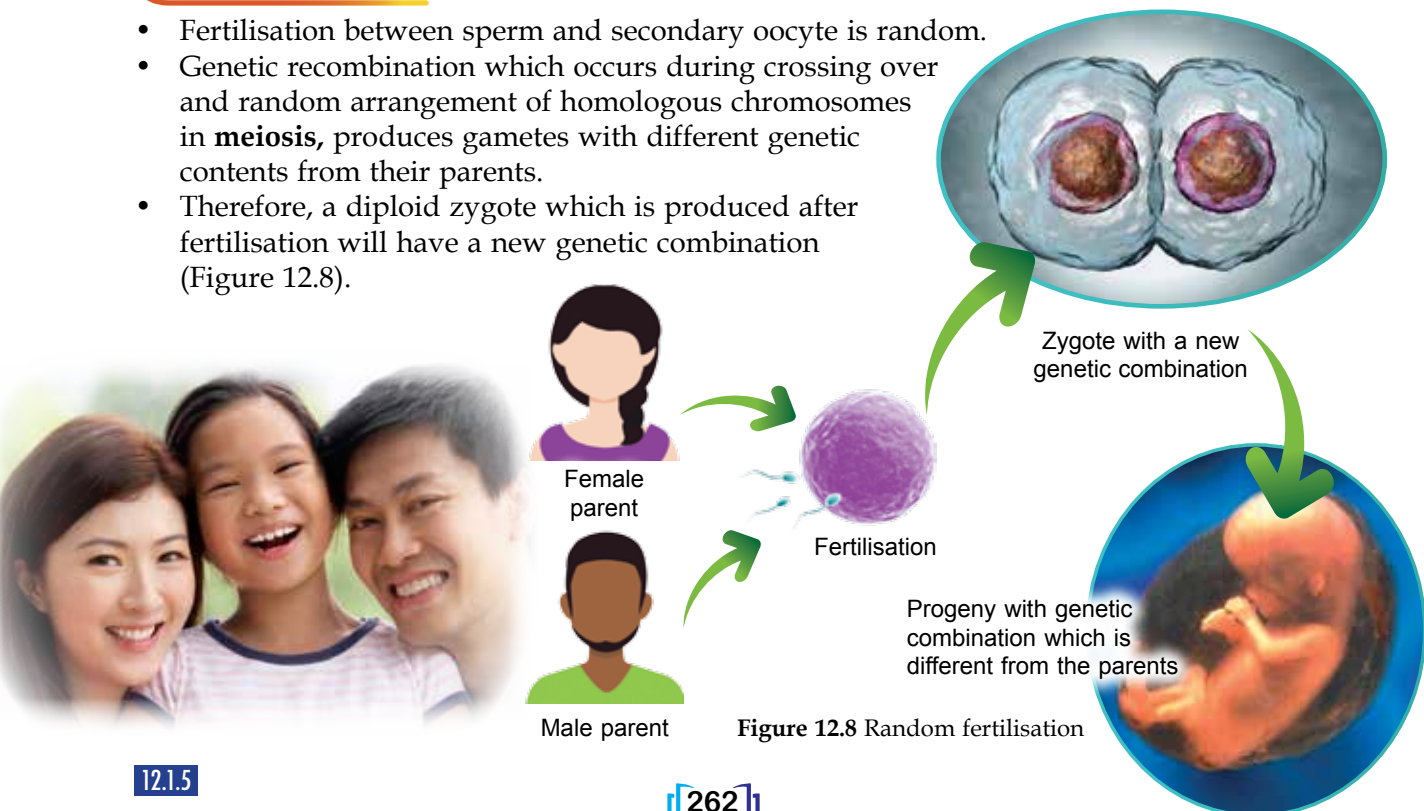 • Fertilisation between sperm and secondary oocyte is random.
• Genetic recombination which occurs during crossing over
and random arrangement of homologous chromosomes
in meiosis, produces gametes with different genetic
contents from their parents.
• Therefore, a diploid zygote which is produced after
fertilisation will have a new genetic combination
(Figure 12.8).
Zygote with a new
genetic combination
Female
parent
Fertilisation
Progeny with genetic
combination which is
different from the parents
Male parent
Figure 12.8 Random fertilisation
12.1.5
262